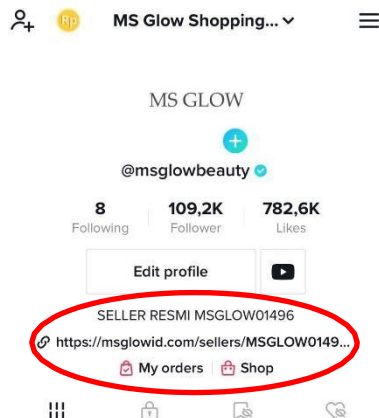 Rp MS Glow Shopping...
MS GLOW
@msglowbeauty
8 109,2K 782,6K
Following Follower Likes
Edit profile
SELLER RESMI MSGLOW01496
https://msglowid.com/sellers/MSGLOW0149...
My orders Shop